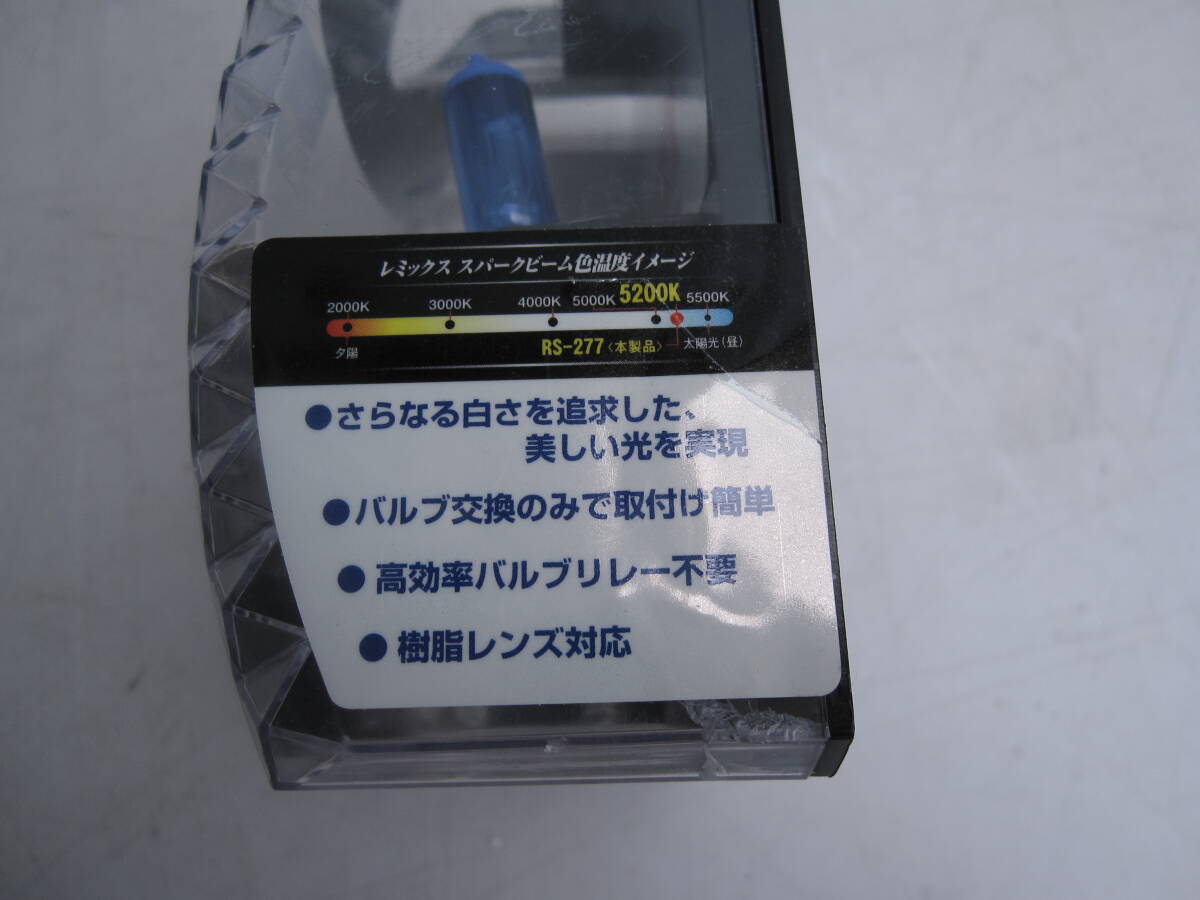 レミックス スパークビーム色温度イメージ
2000K 3000K 4000K 5000K 5200K 5500K
夕陽 RS-277〈本製品〉 太陽光(昼)
●さらなる白さを追求した、
美しい光を実現
●バルブ交換のみで取付け簡単
●高効率バルブリレー不要
●樹脂レンズ対応